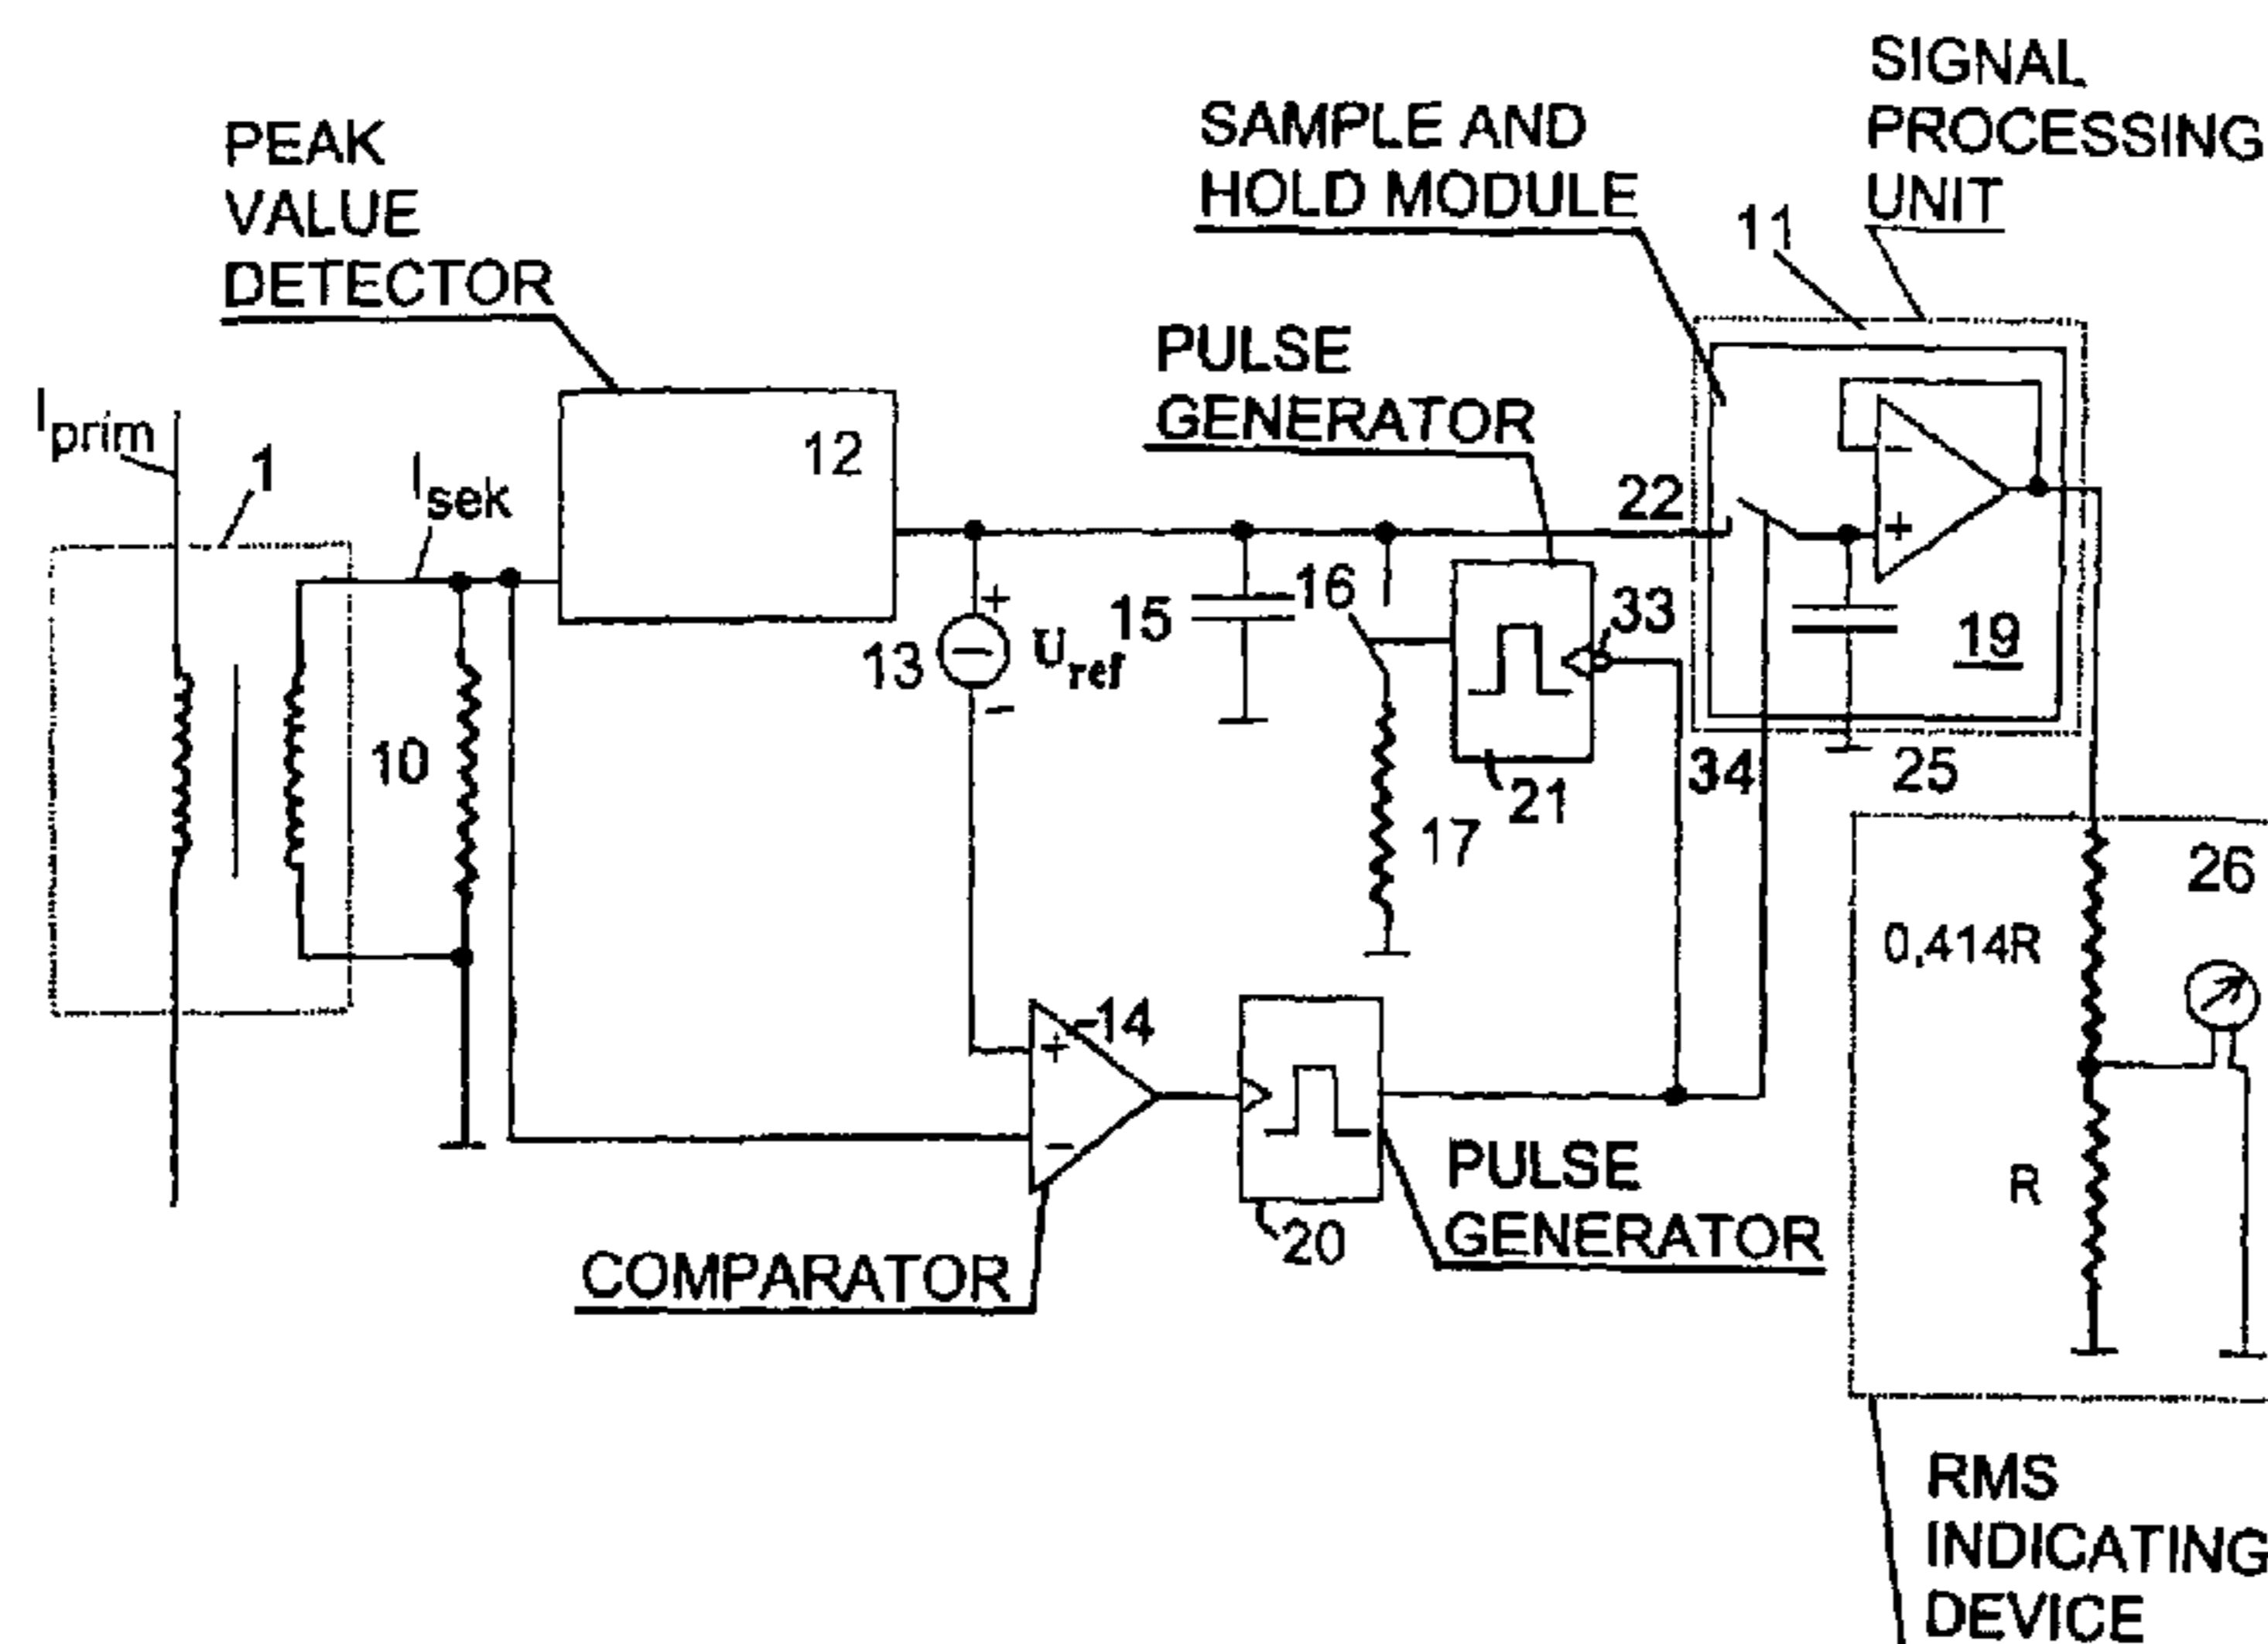 SIGNAL
PROCESSING
UNIT
SAMPLE AND
HOLD MODULE
11
PEAK
VALUE
DETECTOR
PULSE
GENERATOR
Iprim
1
Isek
12
22
16
33
15
13
Uref
+
-
-
+
19
10
34
25
21
17
26
0,414R
14
+
-
20
PULSE
GENERATOR
R
COMPARATOR
RMS
INDICATING
DEVICE